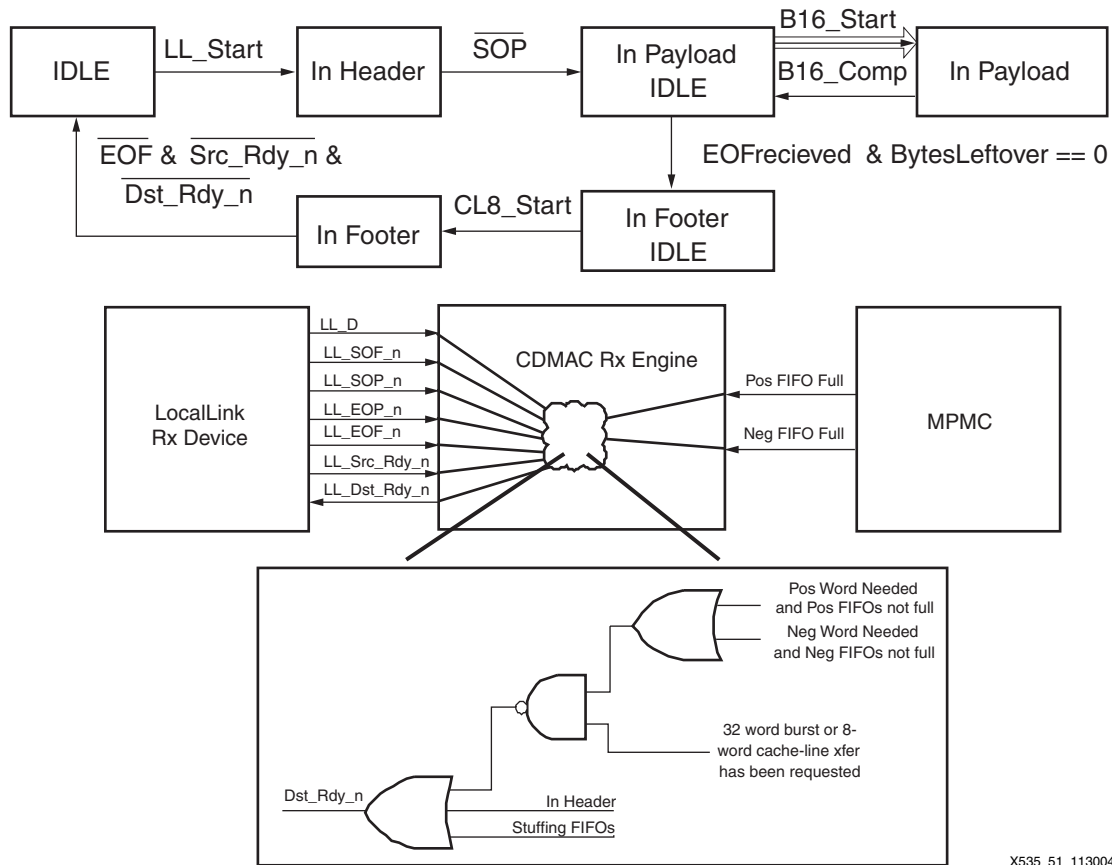 IDLE
LL_Start
In Header
SOP
In Payload
IDLE
B16_Start
B16_Comp
In Payload
EOF & Src_Rdy_n &
Dst_Rdy_n
EOFrecieved & BytesLeftover == 0
In Footer
CL8_Start
In Footer
IDLE
LocalLink
Rx Device
LL_D
LL_SOF_n
LL_SOP_n
LL_EOP_n
LL_EOF_n
LL_Src_Rdy_n
LL_Dst_Rdy_n
CDMAC Rx Engine
Pos FIFO Full
Neg FIFO Full
MPMC
Pos Word Needed
and Pos FIFOs not full
Neg Word Needed
and Neg FIFOs not full
32 word burst or 8-
word cache-line xfer
has been requested
Dst_Rdy_n
In Header
Stuffing FIFOs
X535_51_113004